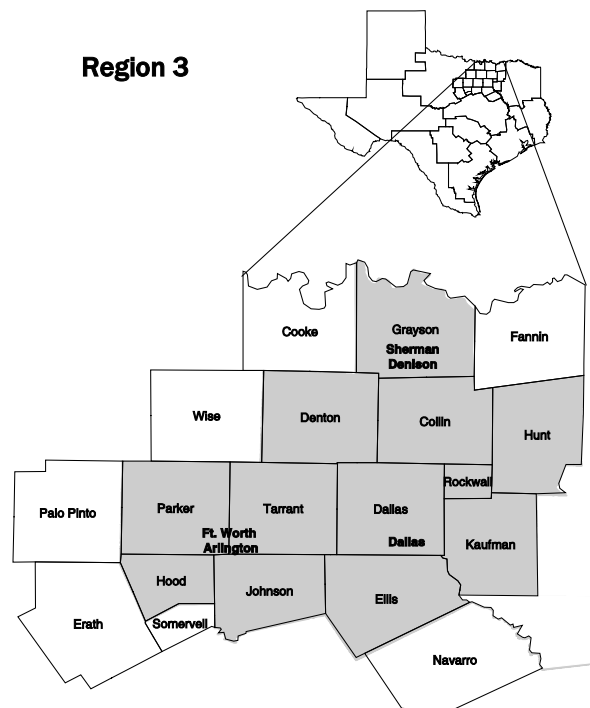 Region 3
Cooke
Grayson
Sherman
Denison
Fannin
Wise
Denton
Collin
Hunt
Palo Pinto
Parker
Tarrant
Dallas
Rockwall
Ft. Worth
Arlington
Dallas
Kaufman
Hood
Johnson
Ellis
Erath
Somervell
Navarro